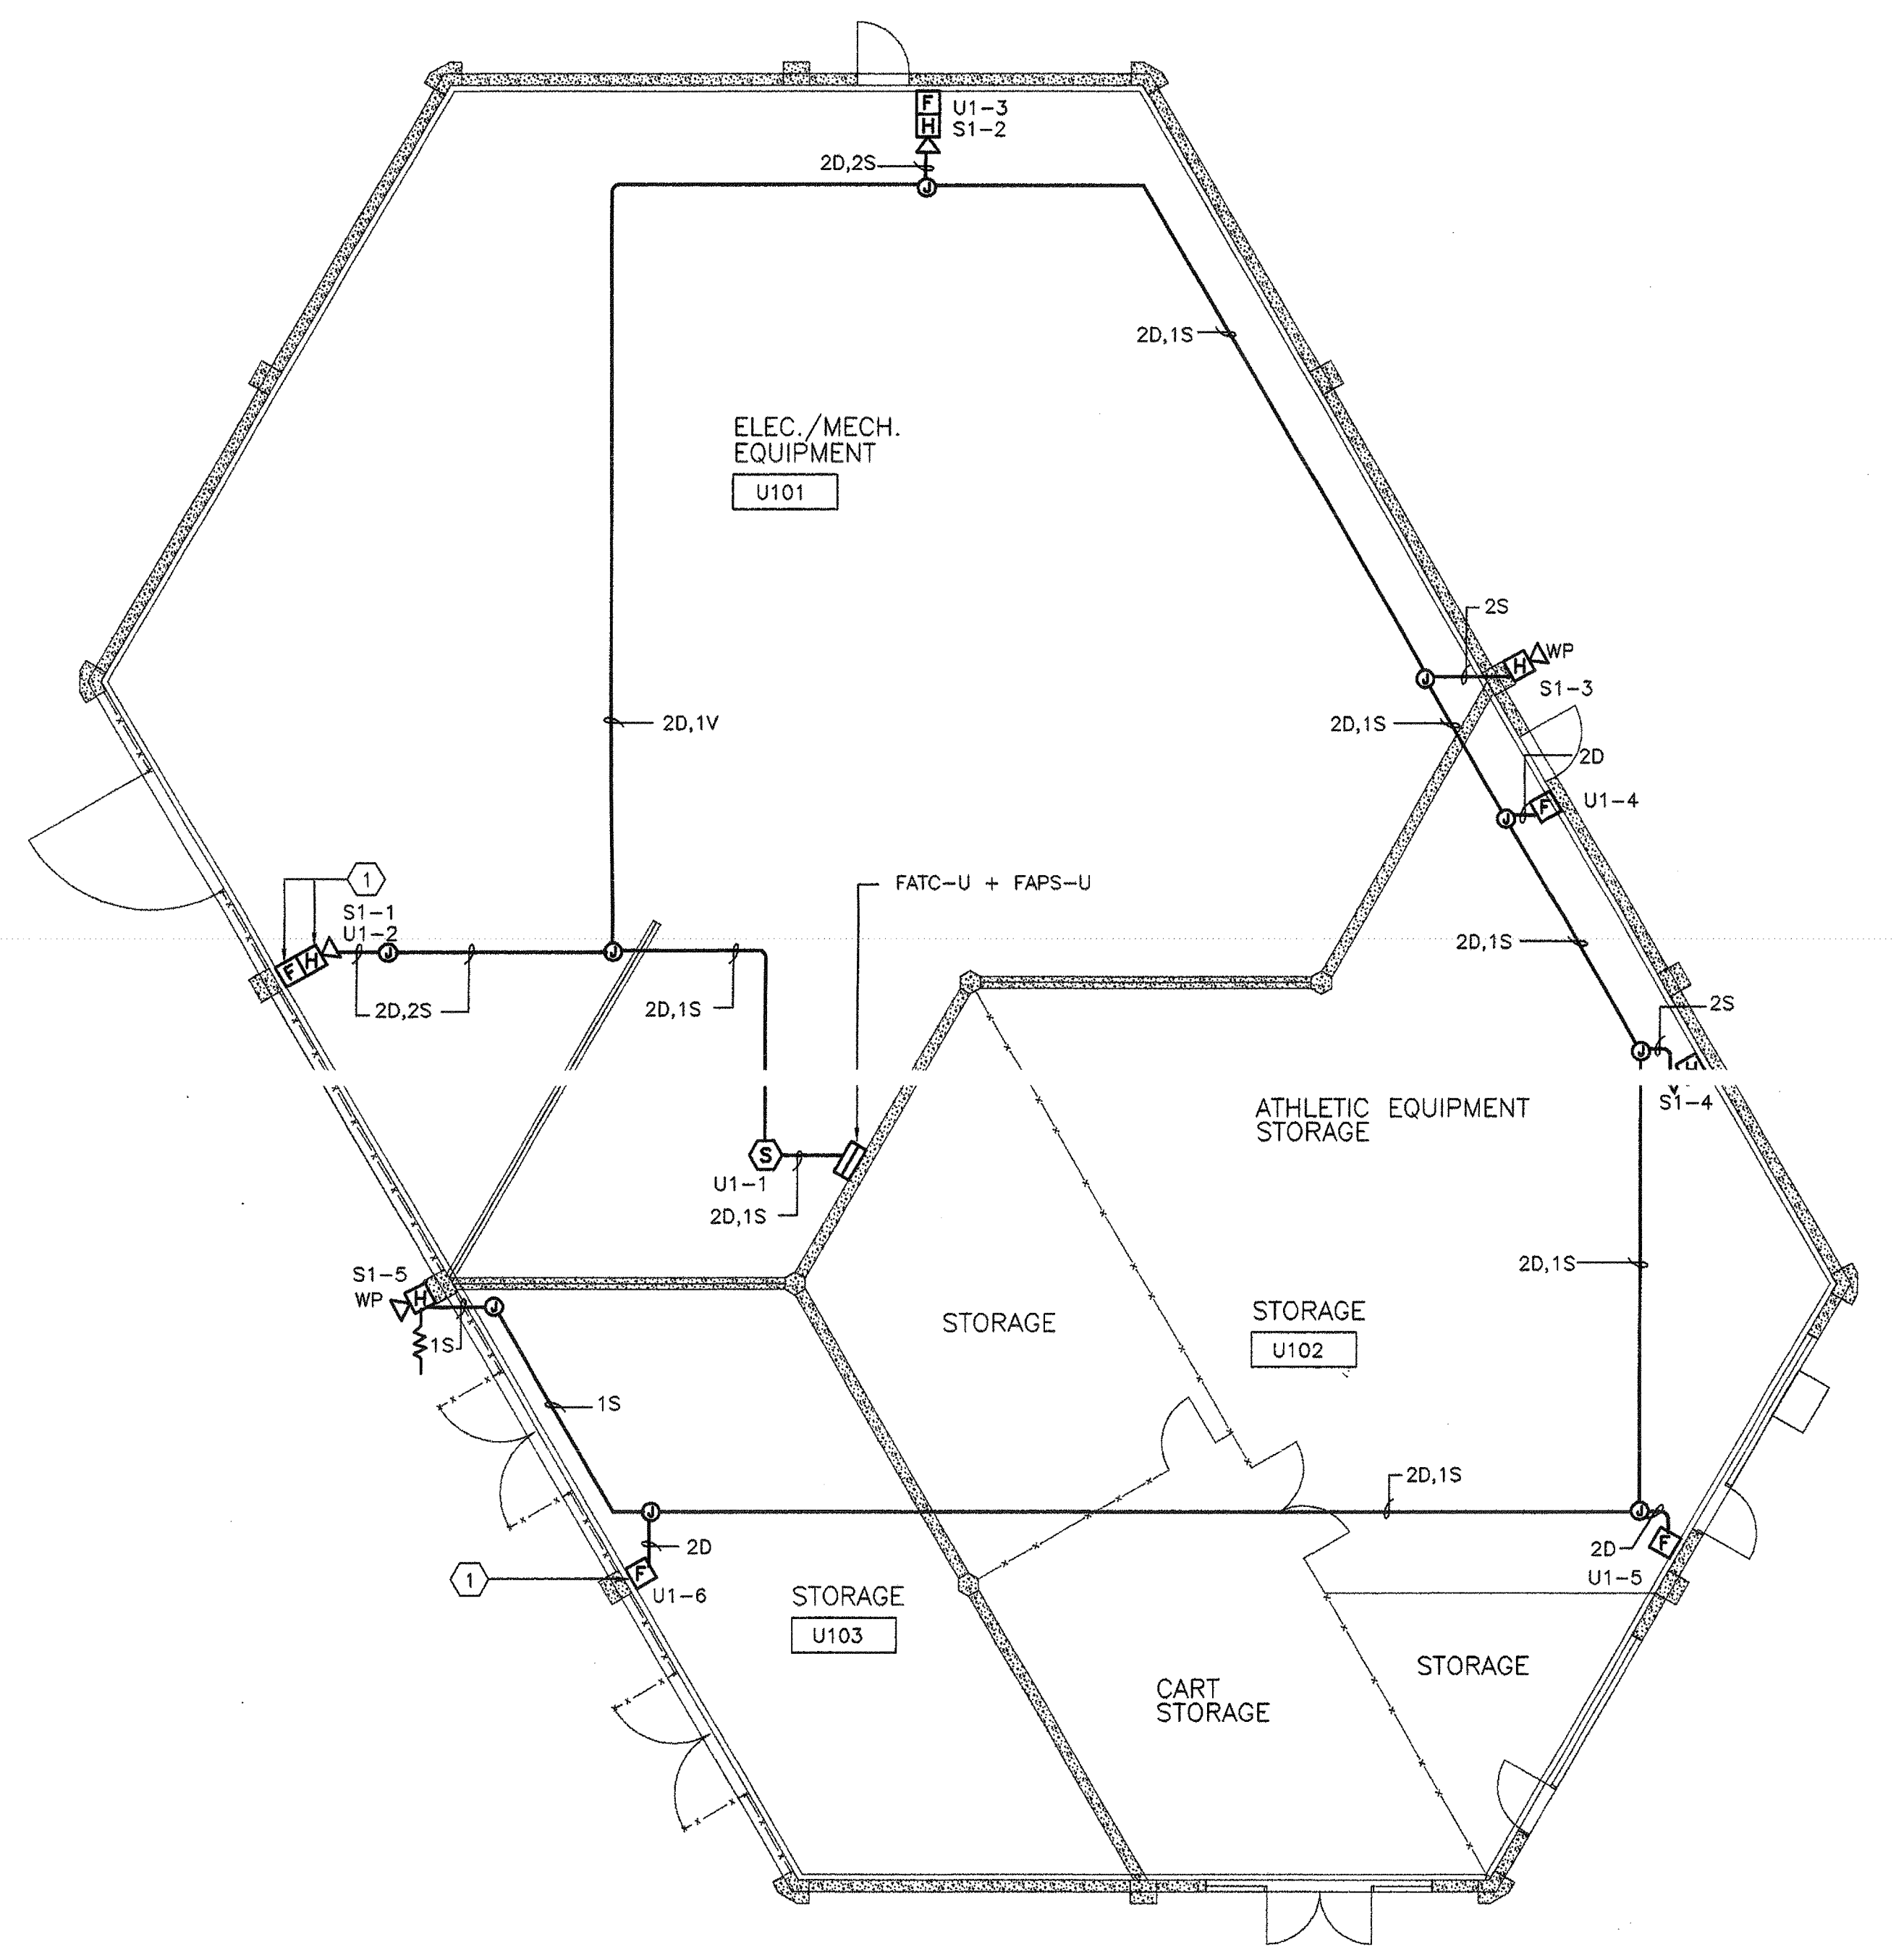 F
H
U1-3
S1-2
2D,2S
J
2D,1S
ELEC./MECH.
EQUIPMENT
U101
2S
H
WP
J
S1-3
2D,1V
2D,1S
2D
F
U1-4
J
1
FATC-U + FAPS-U
S1-1
U1-2
F H
J
J
2D,1S
2D,2S
2D,1S
2S
J
S1-4
ATHLETIC EQUIPMENT
STORAGE
S
U1-1
2D,1S
2D,1S
S1-5
WP
H
J
1S
STORAGE
STORAGE
U102
1S
2D,1S
J
J
2D
2D
F
1
F
U1-5
U1-6
STORAGE
U103
STORAGE
CART
STORAGE